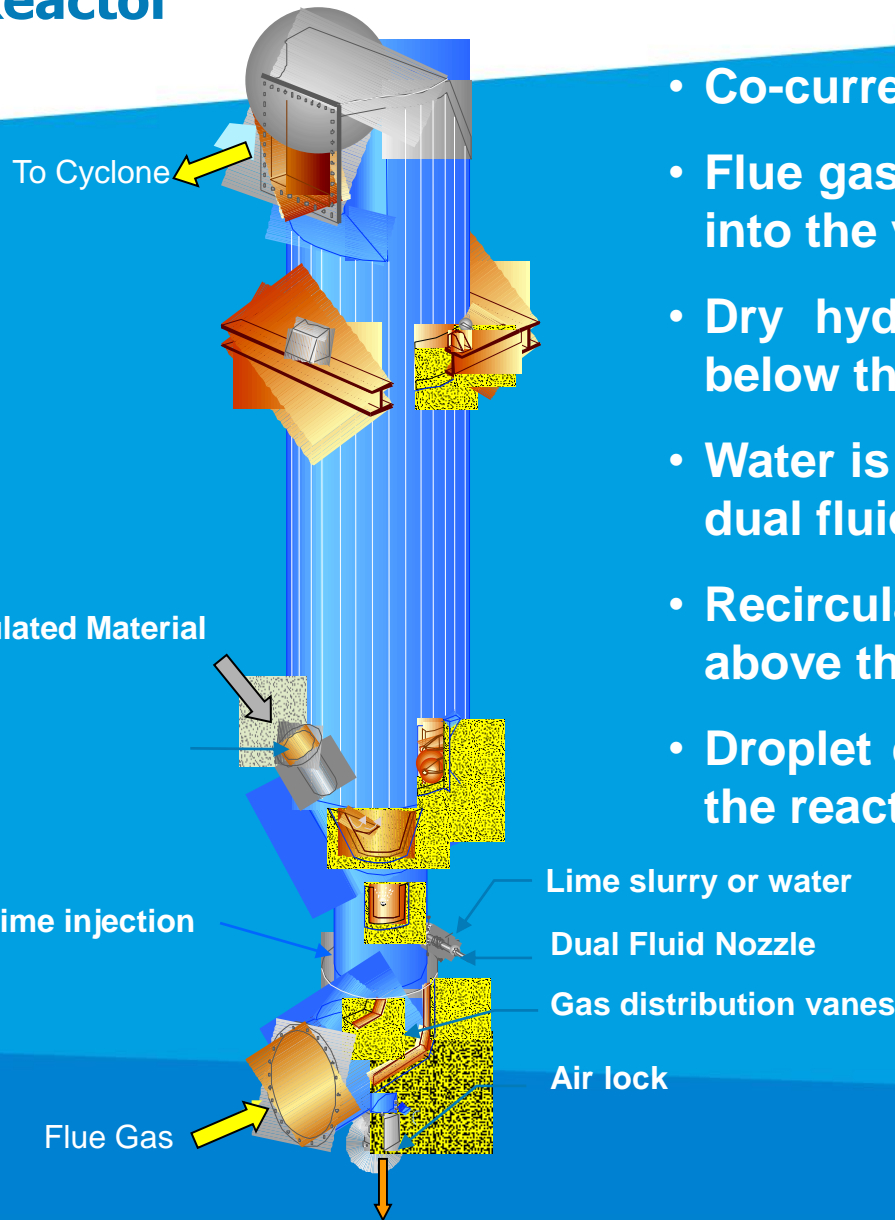 Reactor
• Co-curre
• Flue gas
into the
• Dry hyd
below th
• Water is
dual flui
• Recircul
above th
• Droplet
the react
To Cyclone
ulated Material
ime injection
Flue Gas
Lime slurry or water
Dual Fluid Nozzle
Gas distribution vanes
Air lock